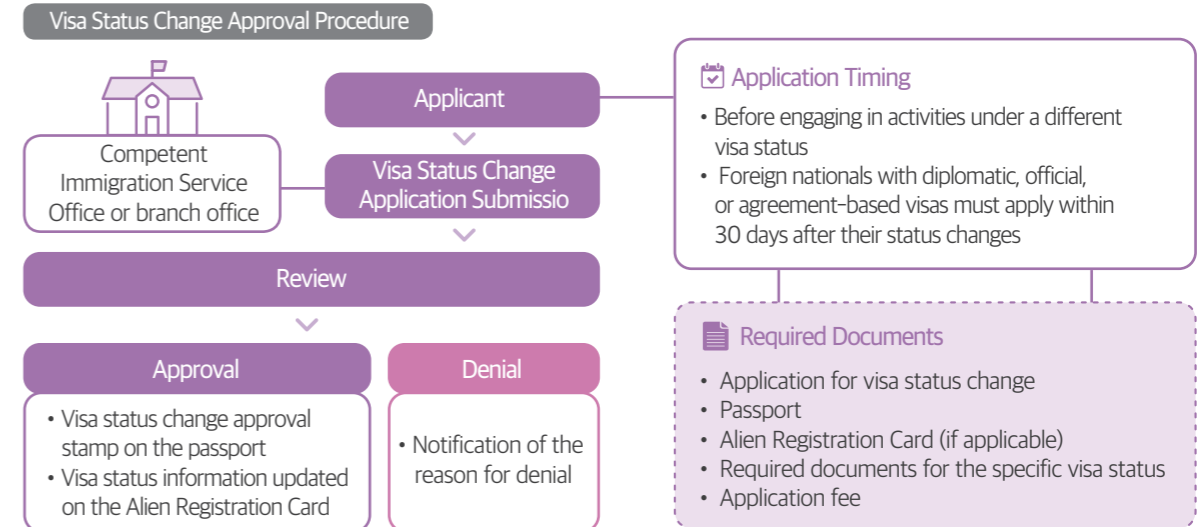 Visa Status Change Approval Procedure
Competent
Immigration Service
Office or branch office
Applicant
Visa Status Change
Application Submissio
Review
Approval
• Visa status change approval
stamp on the passport
• Visa status information updated
on the Alien Registration Card
Denial
• Notification of the
reason for denial
Application Timing
• Before engaging in activities under a different
visa status
• Foreign nationals with diplomatic, official,
or agreement-based visas must apply within
30 days after their status changes
Required Documents
• Application for visa status change
• Passport
• Alien Registration Card (if applicable)
• Required documents for the specific visa status
• Application fee